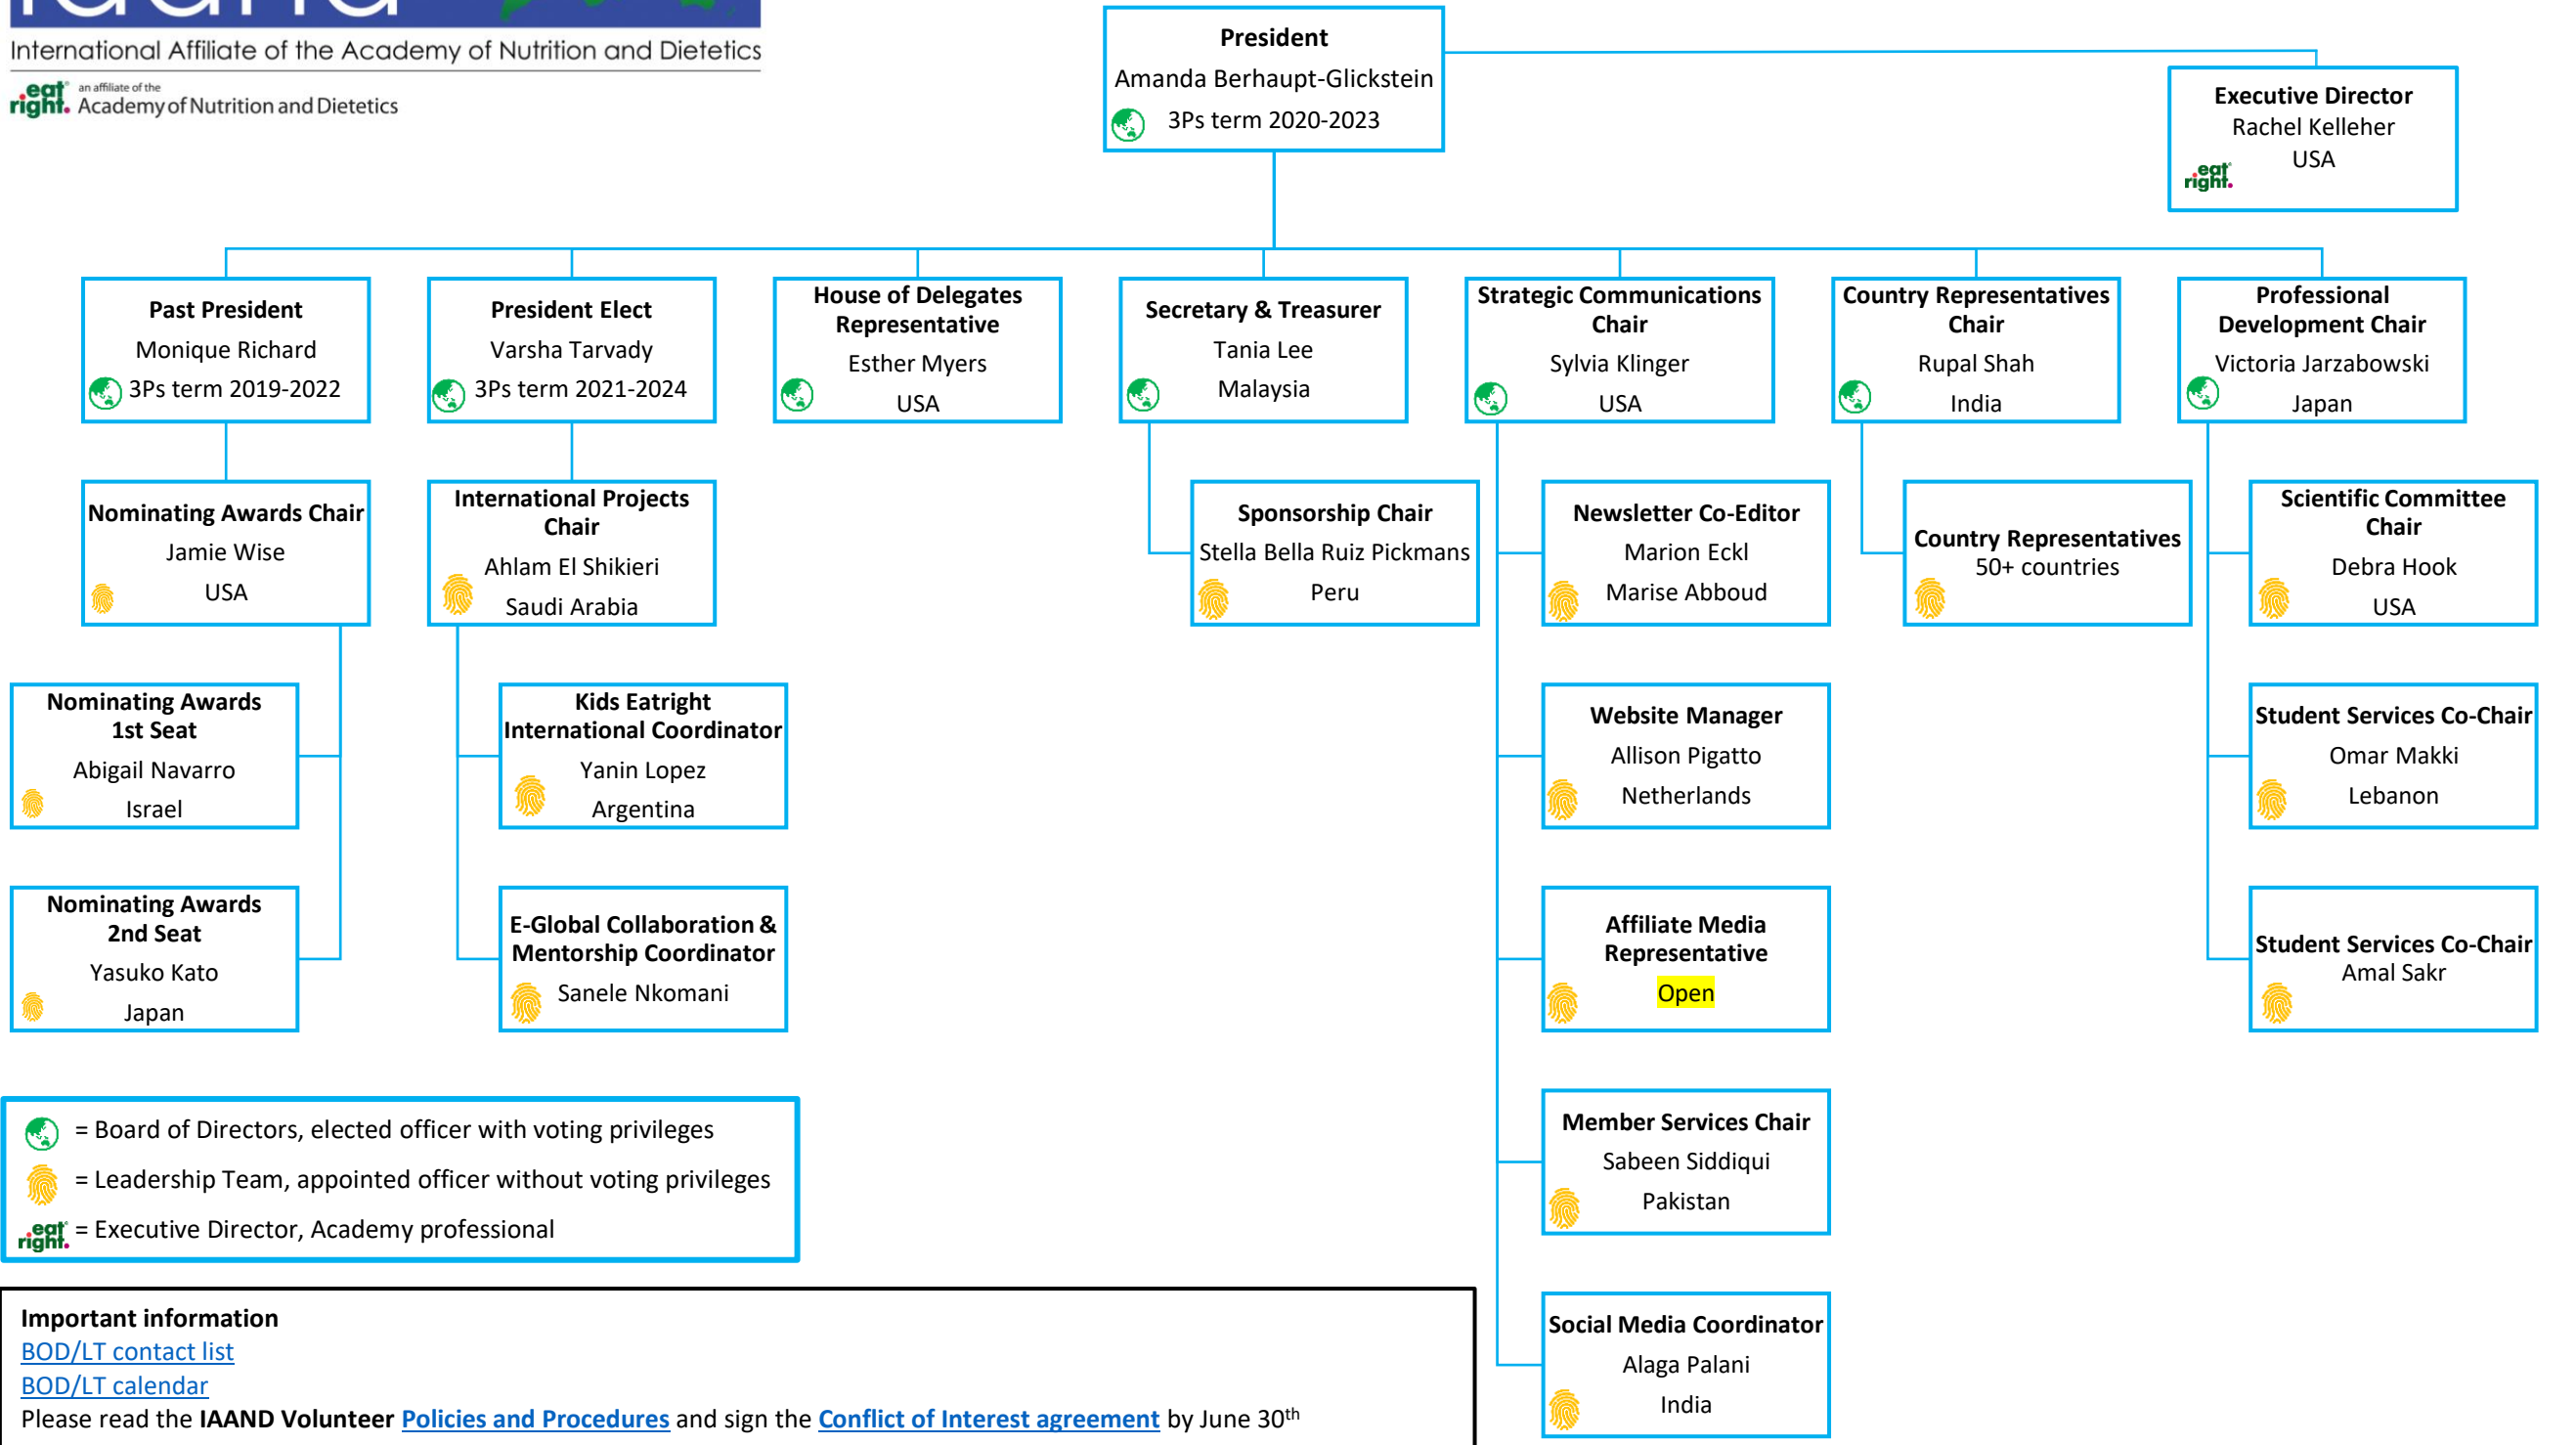 iaand
International Affiliate of the Academy of Nutrition and Dietetics
eat right. an affiliate of the
Academy of Nutrition and Dietetics
President
Amanda Berhaupt-Glickstein
3Ps term 2020-2023
Executive Director
Rachel Kelleher
USA
eat right.
Past President
Monique Richard
3Ps term 2019-2022
President Elect
Varsha Tarvady
3Ps term 2021-2024
House of Delegates
Representative
Esther Myers
USA
Secretary & Treasurer
Tania Lee
Malaysia
Strategic Communications
Chair
Sylvia Klinger
USA
Country Representatives
Chair
Rupal Shah
India
Professional
Development Chair
Victoria Jarzabowski
Japan
Nominating Awards Chair
Jamie Wise
USA
International Projects
Chair
Ahlam El Shikieri
Saudi Arabia
Sponsorship Chair
Stella Bella Ruiz Pickmans
Peru
Newsletter Co-Editor
Marion Eckl
Marise Abboud
Country Representatives
50+ countries
Scientific Committee
Chair
Debra Hook
USA
Nominating Awards
1st Seat
Abigail Navarro
Israel
Kids Eatright
International Coordinator
Yanin Lopez
Argentina
Website Manager
Allison Pigatto
Netherlands
Student Services Co-Chair
Omar Makki
Lebanon
Nominating Awards
2nd Seat
Yasuko Kato
Japan
E-Global Collaboration &
Mentorship Coordinator
Sanele Nkomani
Affiliate Media
Representative
Open
Student Services Co-Chair
Amal Sakr
Member Services Chair
Sabeen Siddiqui
Pakistan
Social Media Coordinator
Alaga Palani
India
= Board of Directors, elected officer with voting privileges
= Leadership Team, appointed officer without voting privileges
eat right. = Executive Director, Academy professional
Important information
BOD/LT contact list
BOD/LT calendar
Please read the IAAND Volunteer Policies and Procedures and sign the Conflict of Interest agreement by June 30th